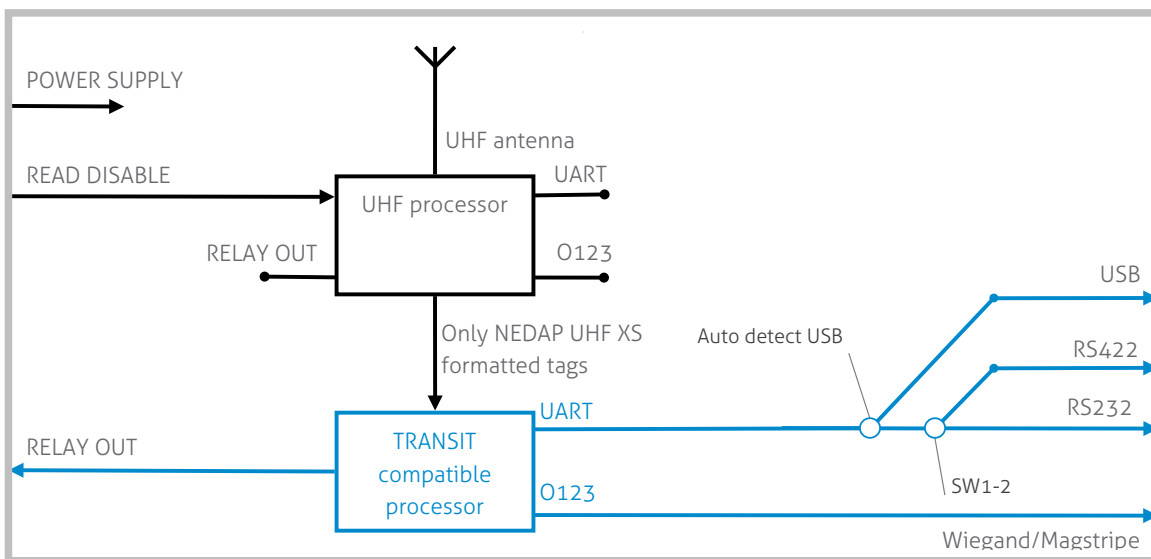 POWER SUPPLY
UHF antenna
READ DISABLE
UART
UHF processor
RELAY OUT
O123
USB
Only NEDAP UHF XS
formatted tags
Auto detect USB
RS422
UART
RS232
RELAY OUT
TRANSIT
compatible
processor
SW1-2
O123
Wiegand/Magstripe